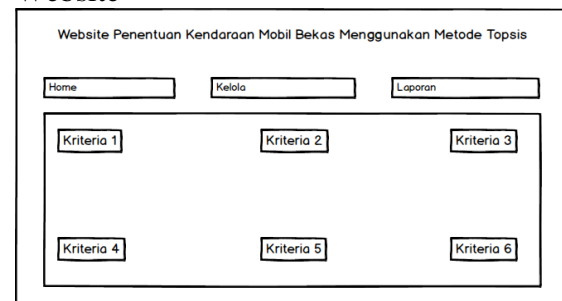 Website Penentuan Kendaraan Mobil Bekas Menggunakan Metode Topsis
Home Kelola Laporan
Kriteria 1 Kriteria 2 Kriteria 3
Kriteria 4 Kriteria 5 Kriteria 6